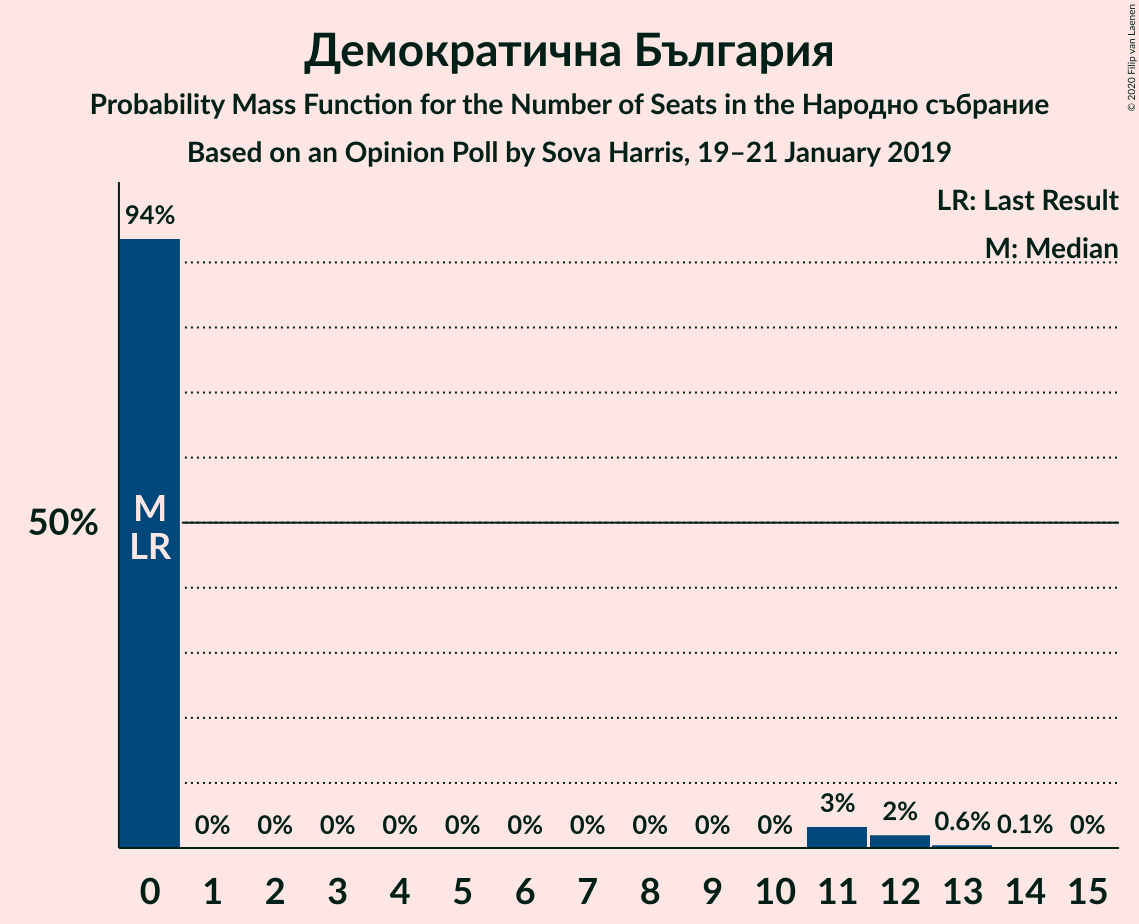 Демократична България
Probability Mass Function for the Number of Seats in the Народно събрание
Based on an Opinion Poll by Sova Harris, 19–21 January 2019
© 2020 Filip van Laenen
LR: Last Result
M: Median
94%
50%
M
LR
0% 0% 0% 0% 0% 0% 0% 0% 0% 0% 3% 2% 0.6% 0.1% 0%
0 1 2 3 4 5 6 7 8 9 10 11 12 13 14 15